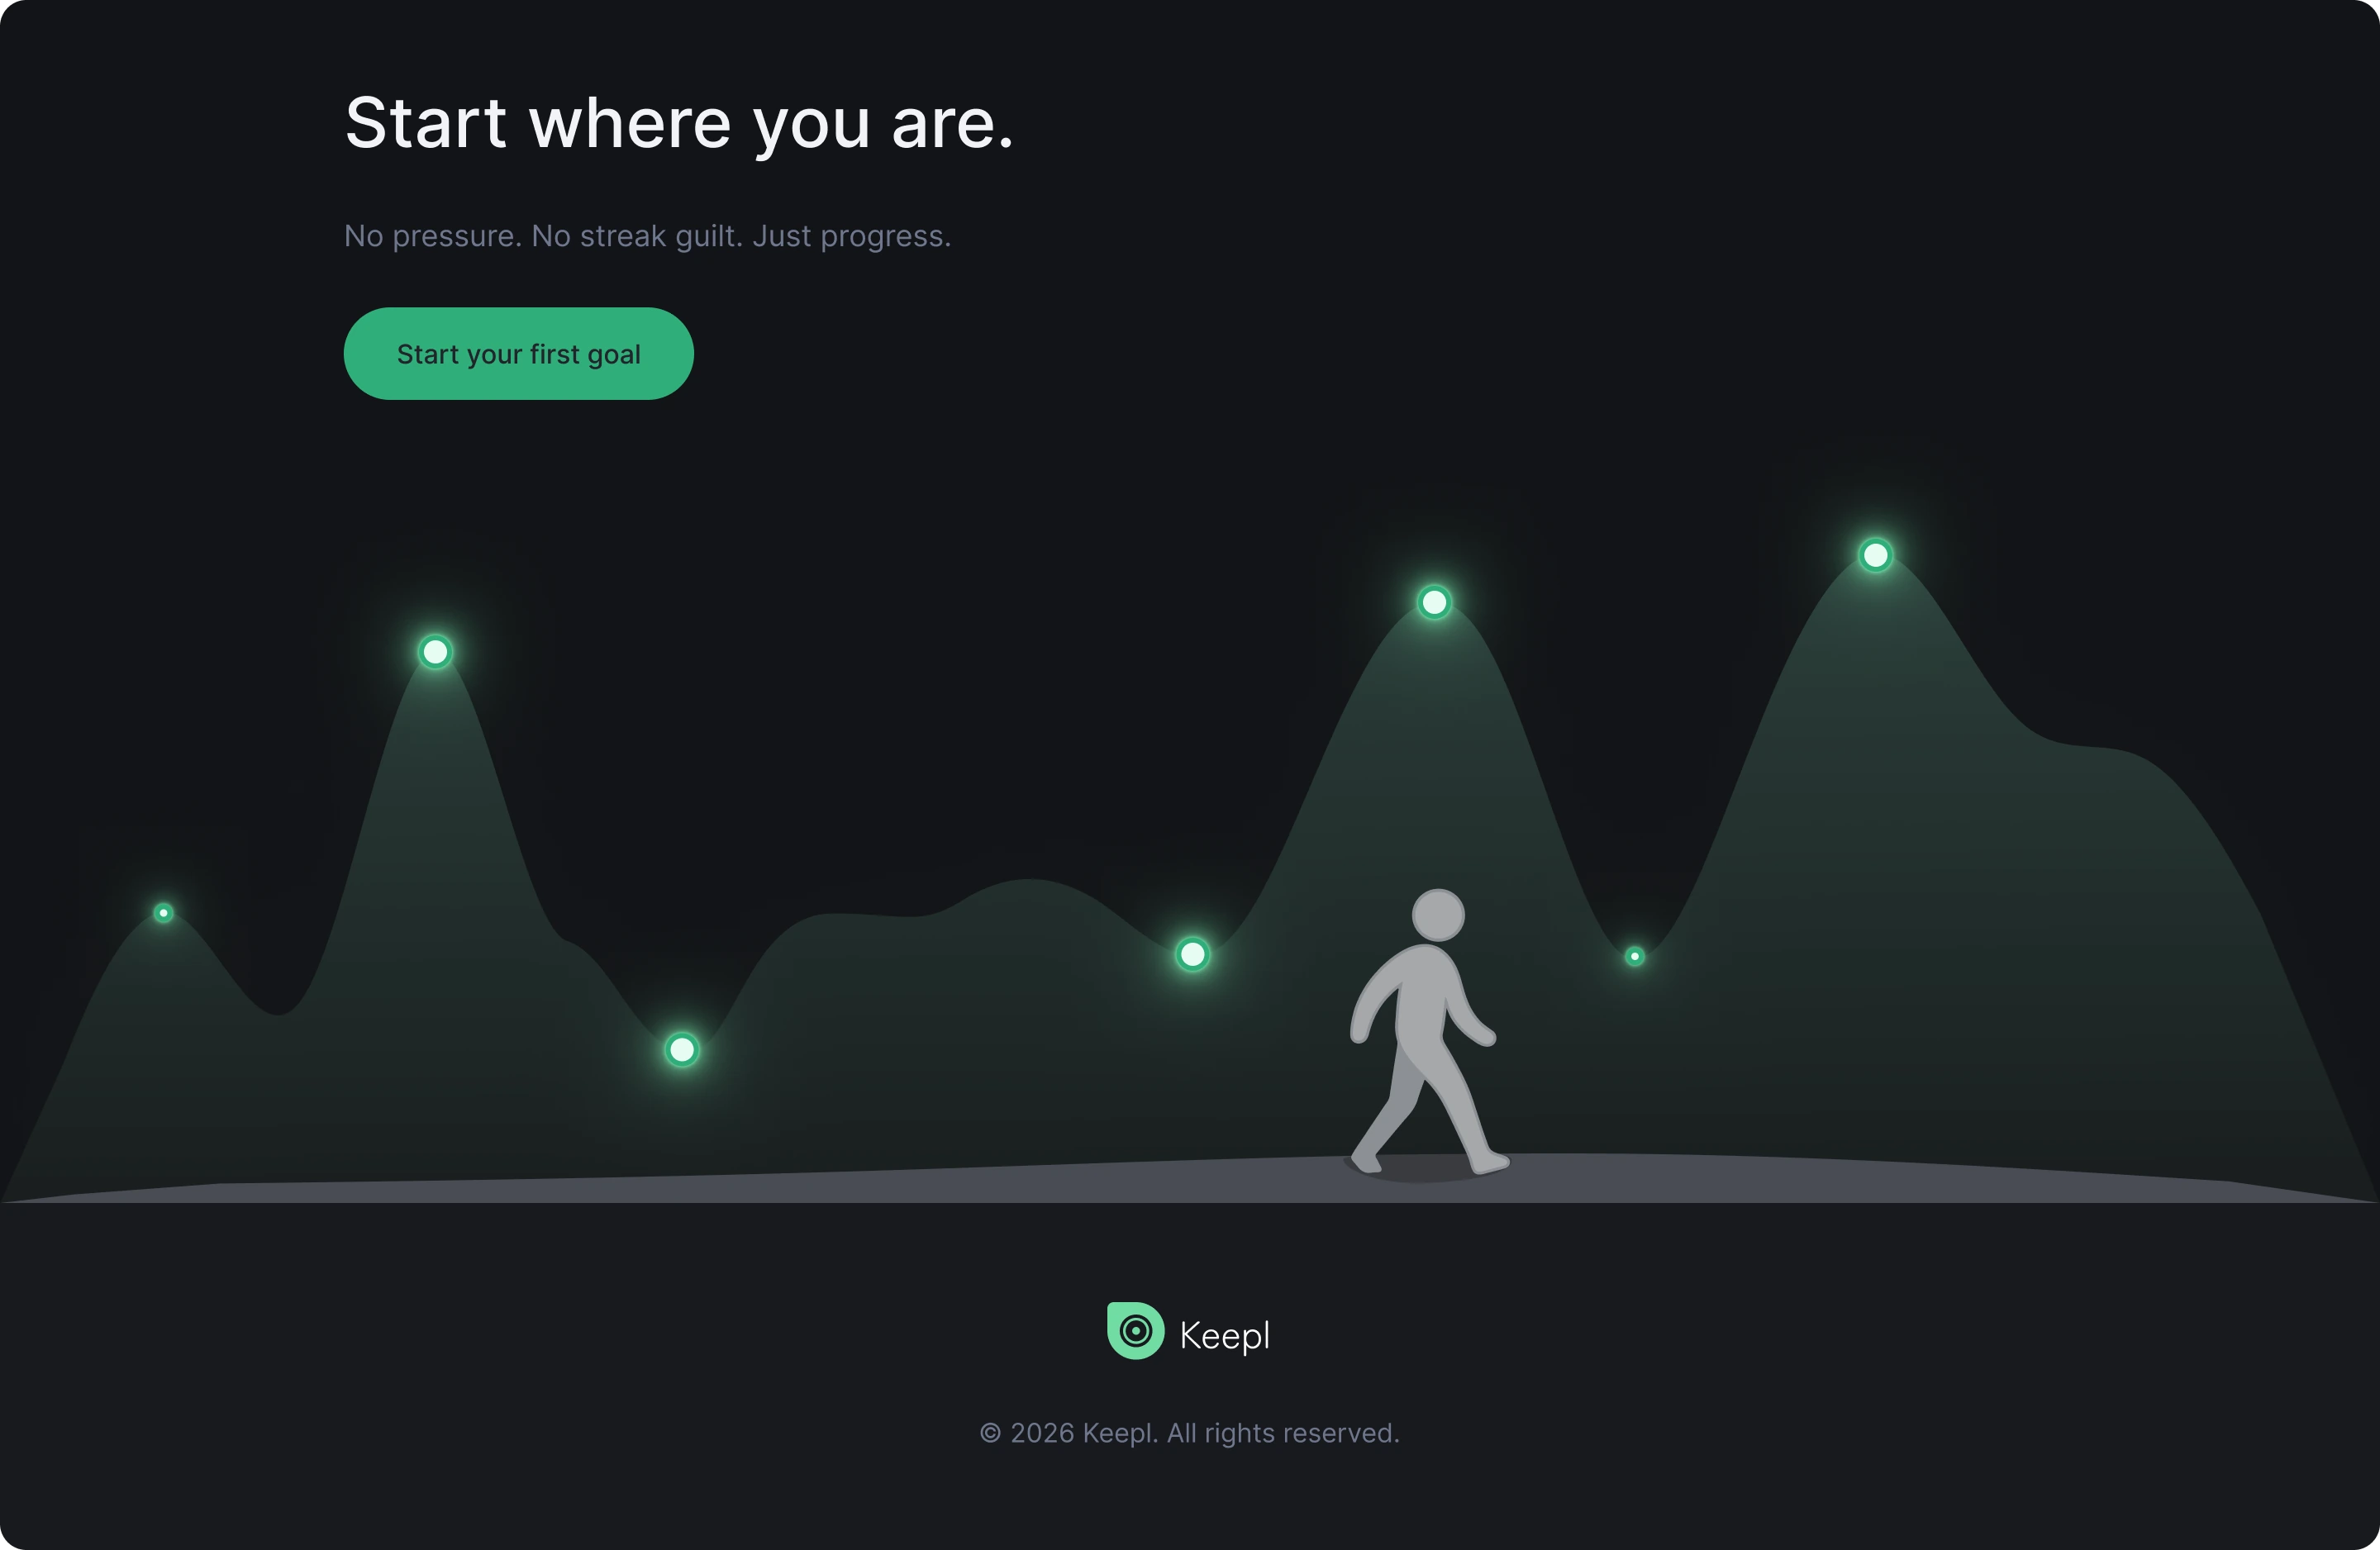 Start where you are.
No pressure. No streak guilt. Just progress.
Start your first goal
Keepl
© 2026 Keepl. All rights reserved.